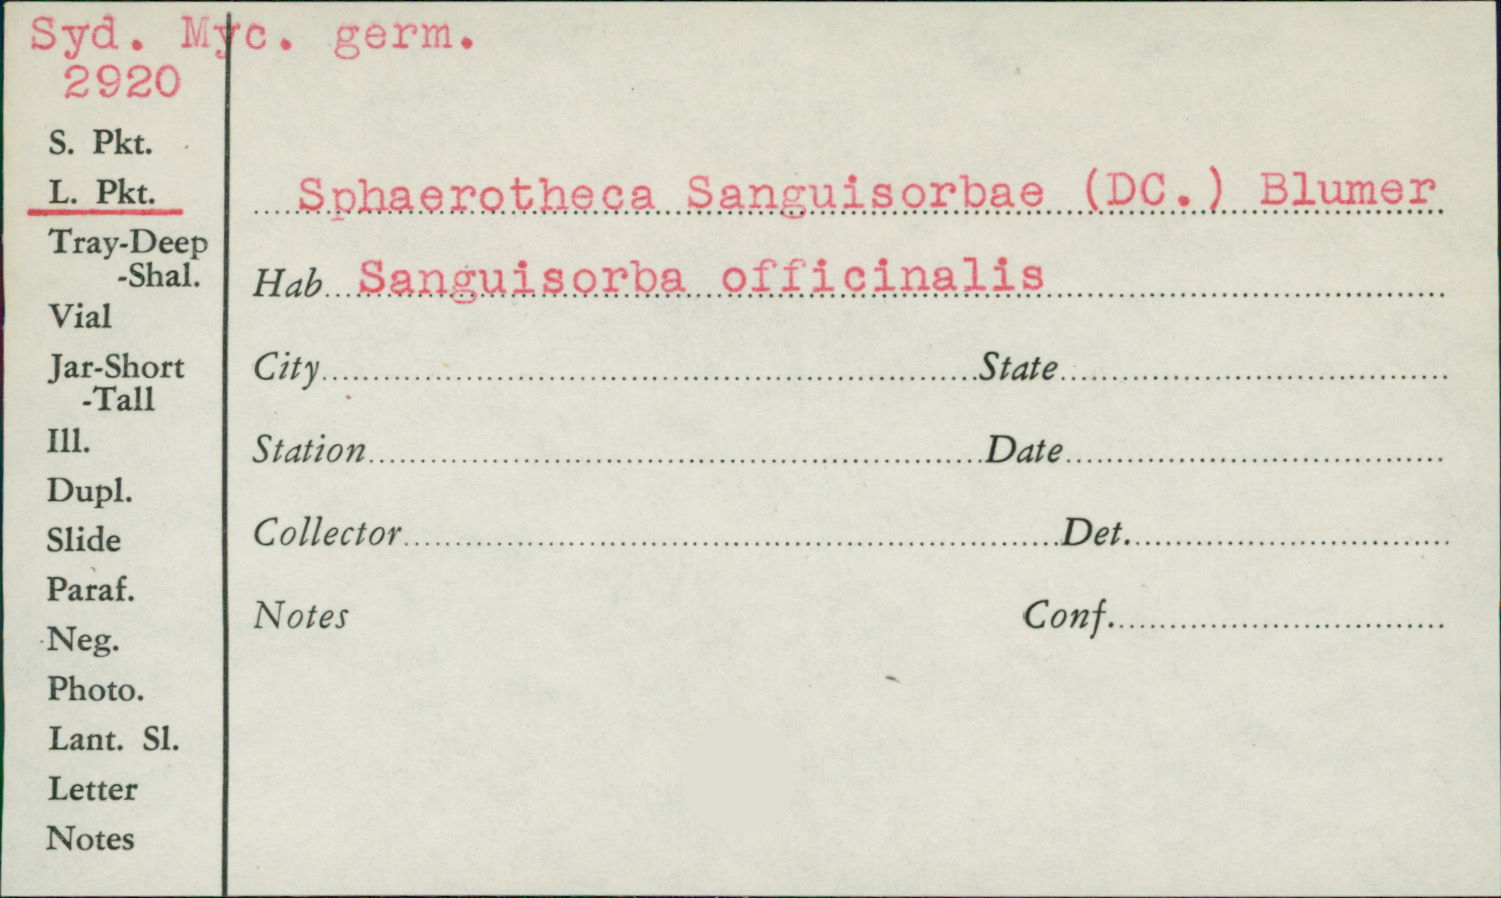 Syd. Myc. germ.
2920
S. Pkt.
L. Pkt.
Tray-Deep
-Shal.
Vial
Jar-Short
-Tall
Ill.
Dupl.
Slide
Paraf.
Neg.
Photo.
Lant. Sl.
Letter
Notes
Sphaerotheca Sanguisorbae (DC.) Blumer
Hab Sanguisorba officinalis
City State
Station Date
Collector Det.
Notes Conf.